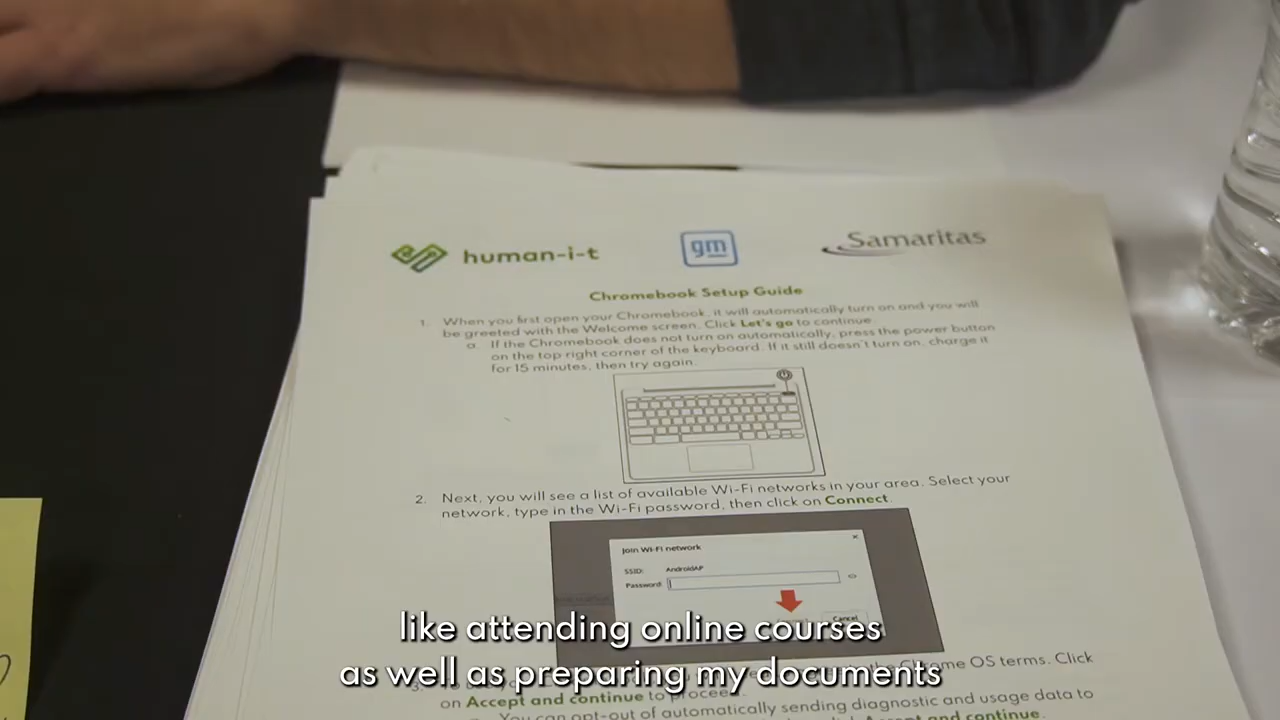 human-i-t
gm
Samaritas
Chromebook Setup Guide
1. When you first open your Chromebook, it will automatically turn on and you will
be greeted with the Welcome screen. Click Let's go to continue.
a. If the Chromebook does not turn on automatically, press the power button
on the top right corner of the keyboard. If it still doesn't turn on, charge it
for 15 minutes, then try again.
2. Next, you will see a list of available Wi-Fi networks in your area. Select your
network, type in the Wi-Fi password, then click on Connect.
Join Wi-Fi network
SSID: AndroidAP
Password:
Cancel
like attending online courses
as well as preparing my documents
the Chrome OS terms. Click
on Accept and continue to proceed.
You can opt-out of automatically sending diagnostic and usage data to
Accept and continue.